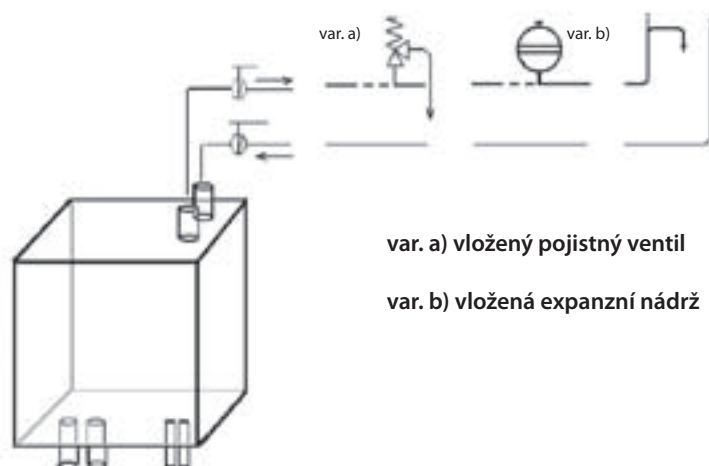 var. a)
var. b)
var. a) vložený pojistný ventil
var. b) vložená expanzní nádrž